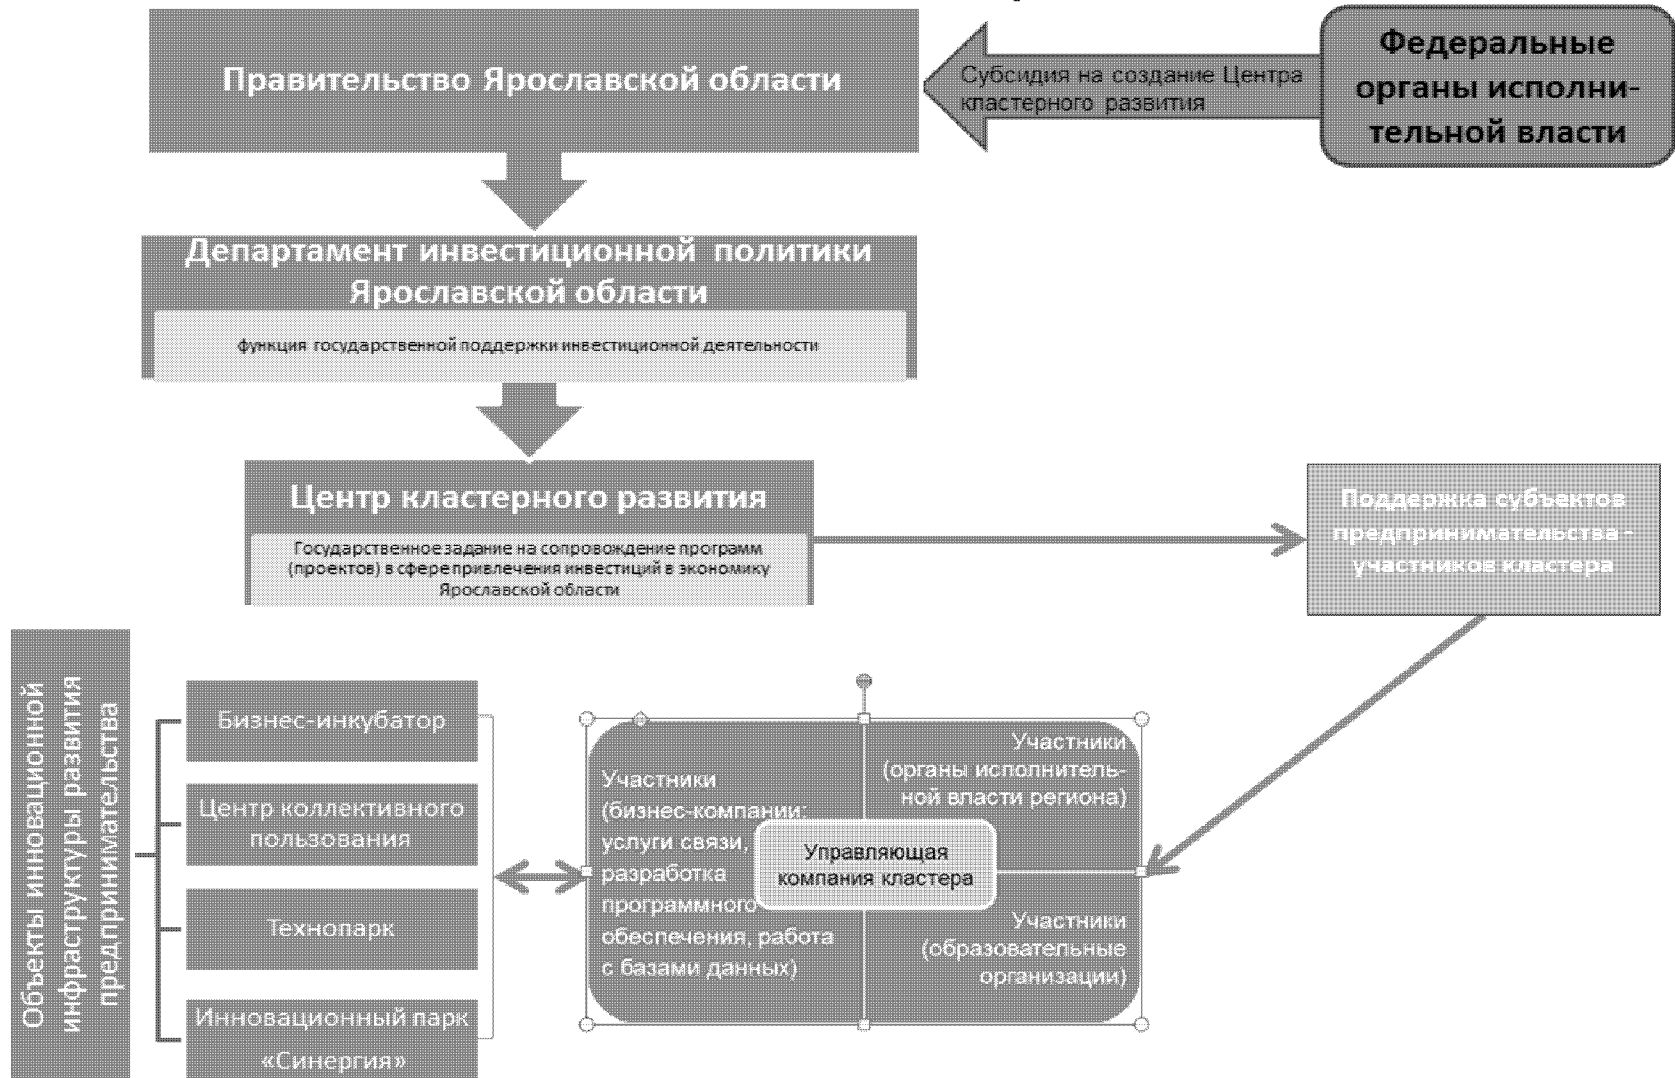 Правительство Ярославской области
Субсидия на создание Центра
кластерного развития
Федеральные
органы исполни-
тельной власти
Департамент инвестиционной политики
Ярославской области
функция государственной поддержки инвестиционной деятельности
Центр кластерного развития
Государственное задание на сопровождение программ
(проектов) в сфере привлечения инвестиций в экономику
Ярославской области
Поддержка субъектов
предпринимательства -
участников кластера
Объекты инновационной
инфраструктуры развития
предпринимательства
Бизнес-инкубатор
Центр коллективного
пользования
Технопарк
Инновационный парк
«Синергия»
Участники
(бизнес-компании:
услуги связи,
разработка
программного
обеспечения, работа
с базами данных)
Участники
(органы исполнитель-
ной власти региона)
Управляющая
компания кластера
Участники
(образовательные
организации)